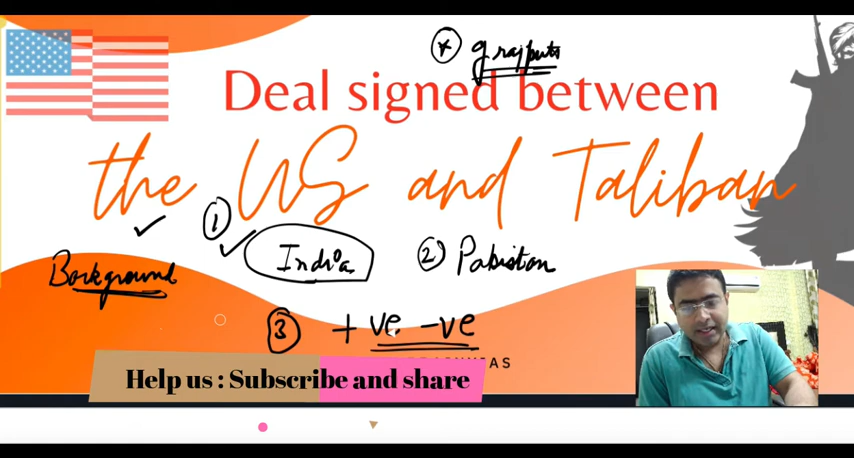 Deal signed between
the US and Taliban
① India ② Pakistan
Background
③ +ve -ve
Help us : Subscribe and share